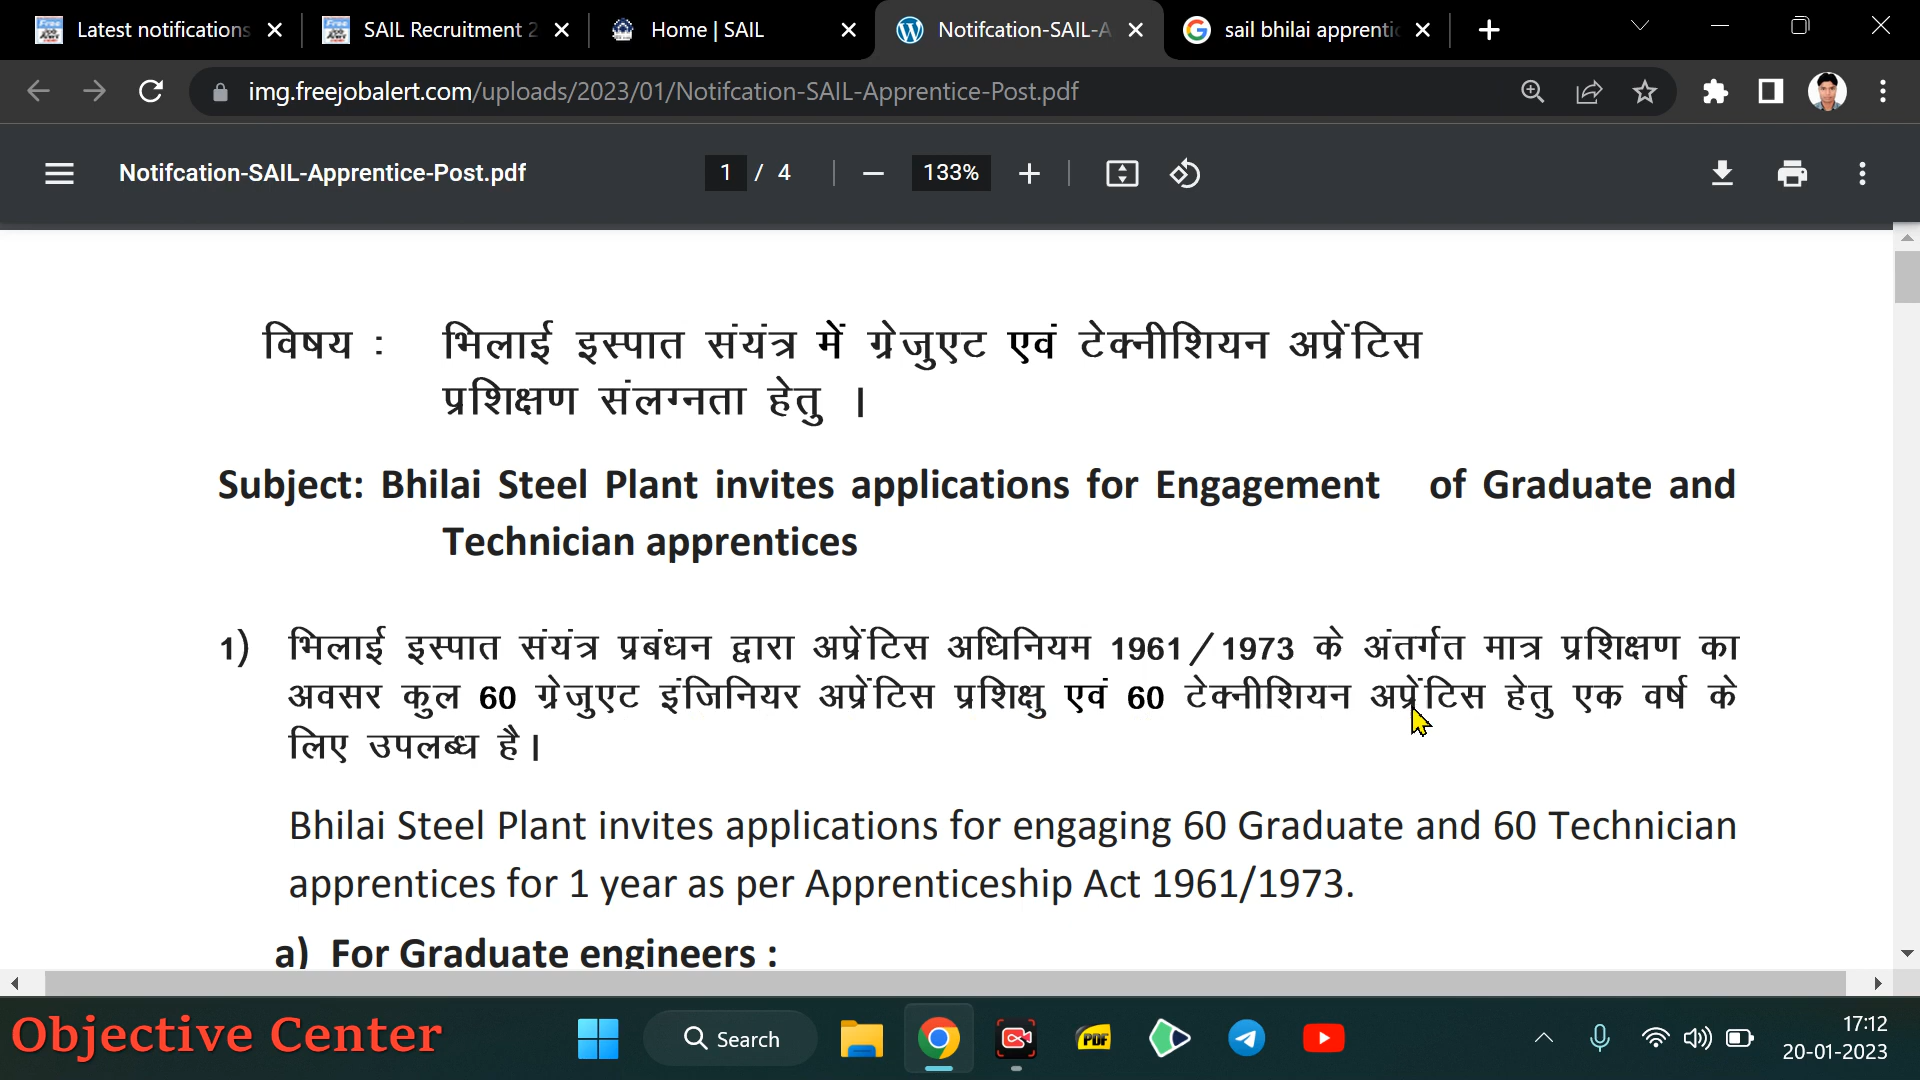 Latest notifications
SAIL Recruitment 2
Home | SAIL
Notifcation-SAIL-A
sail bhilai apprentic
img.freejobalert.com/uploads/2023/01/Notifcation-SAIL-Apprentice-Post.pdf
Notifcation-SAIL-Apprentice-Post.pdf
1 / 4
133%
विषय : भिलाई इस्पात संयंत्र में ग्रेजुएट एवं टेक्नीशियन अप्रेंटिस
प्रशिक्षण संलग्नता हेतु ।
Subject: Bhilai Steel Plant invites applications for Engagement of Graduate and
Technician apprentices
1) भिलाई इस्पात संयंत्र प्रबंधन द्वारा अप्रेंटिस अधिनियम 1961/1973 के अंतर्गत मात्र प्रशिक्षण का
अवसर कुल 60 ग्रेजुएट इंजिनियर अप्रेंटिस प्रशिक्षु एवं 60 टेक्नीशियन अप्रेंटिस हेतु एक वर्ष के
लिए उपलब्ध है।
Bhilai Steel Plant invites applications for engaging 60 Graduate and 60 Technician
apprentices for 1 year as per Apprenticeship Act 1961/1973.
a) For Graduate engineers :
Objective Center
Search
PDF
17:12
20-01-2023